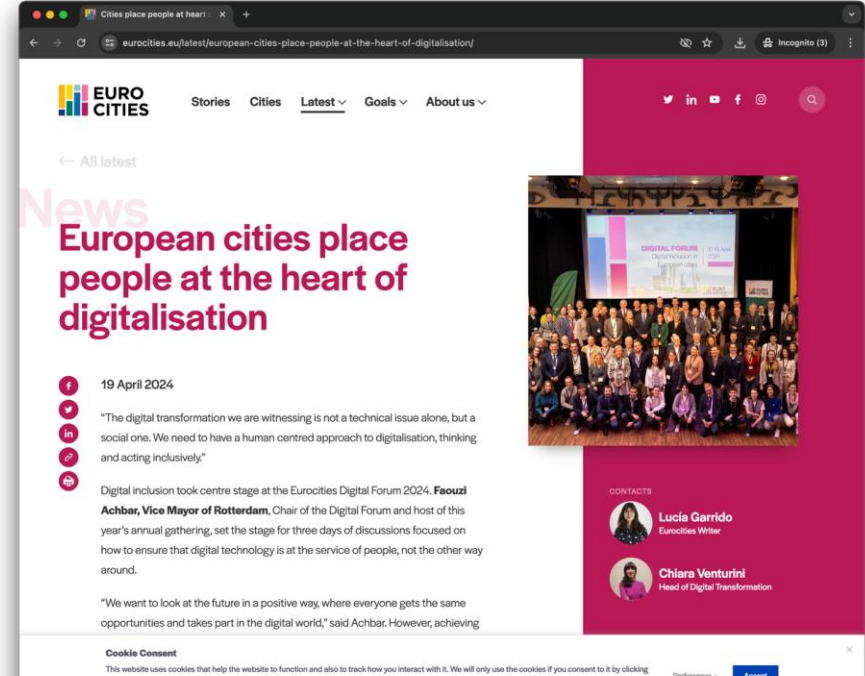 Cities place people at heart
eurocities.eu/latest/european-cities-place-people-at-the-heart-of-digitalisation/
Incognito (3)
EURO
CITIES
Stories Cities Latest Goals About us
← All latest
News
European cities place
people at the heart of
digitalisation
DIGITAL FORUM
Digital inclusion in
European cities
EURO
CITIES
19 April 2024
“The digital transformation we are witnessing is not a technical issue alone, but a
social one. We need to have a human centred approach to digitalisation, thinking
and acting inclusively.”
Digital inclusion took centre stage at the Eurocities Digital Forum 2024. Faouzi
Achbar, Vice Mayor of Rotterdam, Chair of the Digital Forum and host of this
year’s annual gathering, set the stage for three days of discussions focused on
how to ensure that digital technology is at the service of people, not the other way
around.
“We want to look at the future in a positive way, where everyone gets the same
opportunities and takes part in the digital world,” said Achbar. However, achieving
CONTACTS
Lucía Garrido
Eurocities Writer
Chiara Venturini
Head of Digital Transformation
Cookie Consent
This website uses cookies that help the website to function and also to track how you interact with it. We will only use the cookies if you consent to it by clicking
Preferences
Accept